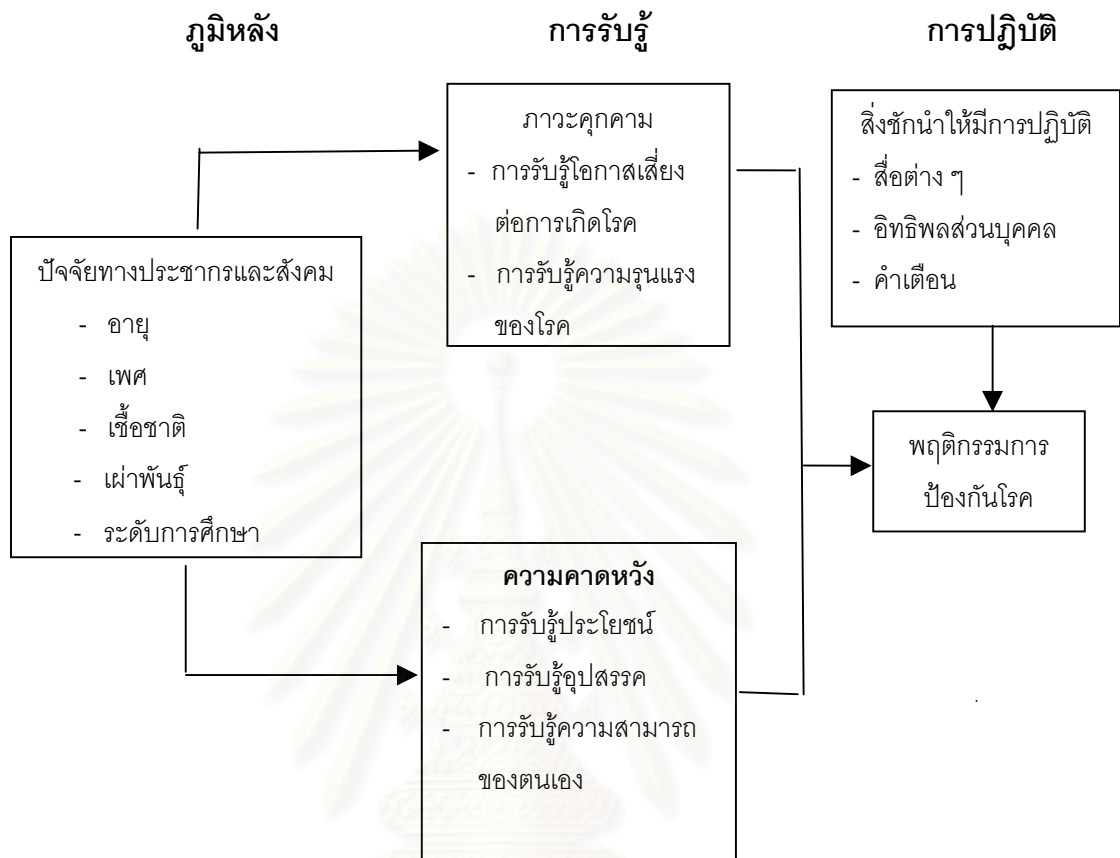 ภูมิหลัง
การรับรู้
การปฎิบัติ
ปัจจัยทางประชากรและสังคม
- อายุ
- เพศ
- เชื้อชาติ
- เผ่าพันธุ์
- ระดับการศึกษา
ภาวะคุกคาม
- การรับรู้โอกาสเสี่ยง
ต่อการเกิดโรค
- การรับรู้ความรุนแรง
ของโรค
ความคาดหวัง
- การรับรู้ประโยชน์
- การรับรู้อุปสรรค
- การรับรู้ความสามารถ
ของตนเอง
สิ่งชักนำให้มีการปฏิบัติ
- สื่อต่าง ๆ
- อิทธิพลส่วนบุคคล
- คำเตือน
พฤติกรรมการ
ป้องกันโรค